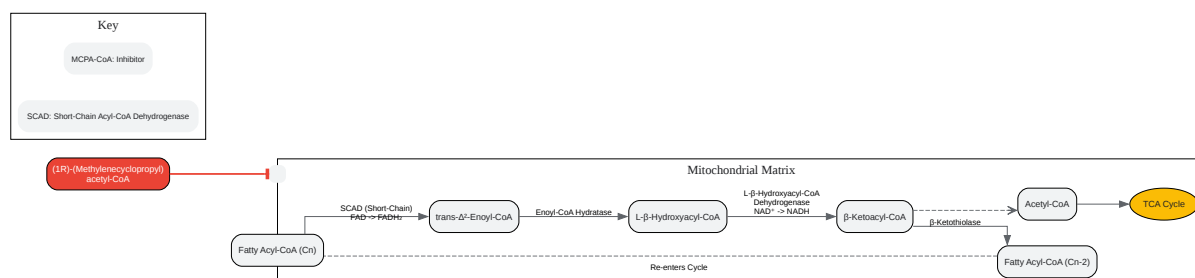 Key
MCPA-CoA: Inhibitor
SCAD: Short-Chain Acyl-CoA Dehydrogenase
(1R)-(Methylenecyclopropyl)
acetyl-CoA
Mitochondrial Matrix
SCAD (Short-Chain)
FAD -> FADH₂
trans-Δ²-Enoyl-CoA
Enoyl-CoA Hydratase
L-β-Hydroxyacyl-CoA
L-β-Hydroxyacyl-CoA
Dehydrogenase
NAD⁺ -> NADH
β-Ketoacyl-CoA
β-Ketothiolase
Acetyl-CoA
TCA Cycle
Fatty Acyl-CoA (Cn)
Re-enters Cycle
Fatty Acyl-CoA (Cn-2)